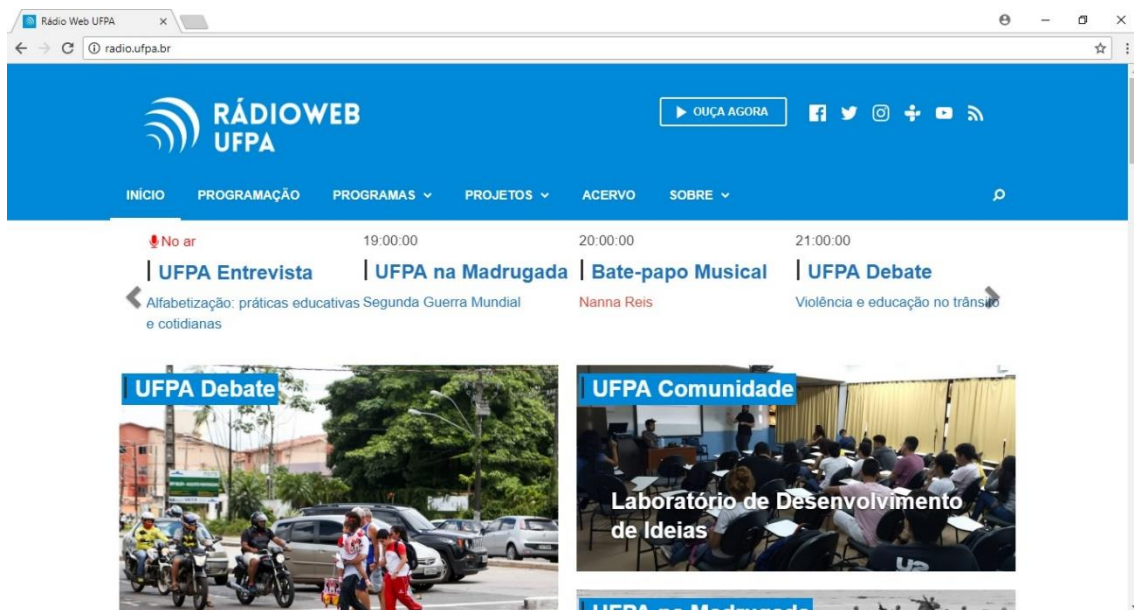 Rádio Web UFPA
radio.ufpa.br
RÁDIOWEB
UFPA
OUÇA AGORA
INÍCIO PROGRAMAÇÃO PROGRAMAS PROJETOS ACERVO SOBRE
No ar
UFPA Entrevista
Alfabetização: práticas educativas
e cotidianas
19:00:00
UFPA na Madrugada
Segunda Guerra Mundial
20:00:00
Bate-papo Musical
Nanna Reis
21:00:00
UFPA Debate
Violência e educação no trânsito
UFPA Debate
UFPA Comunidade
Laboratório de Desenvolvimento
de Ideias
UFPA na Madrugada